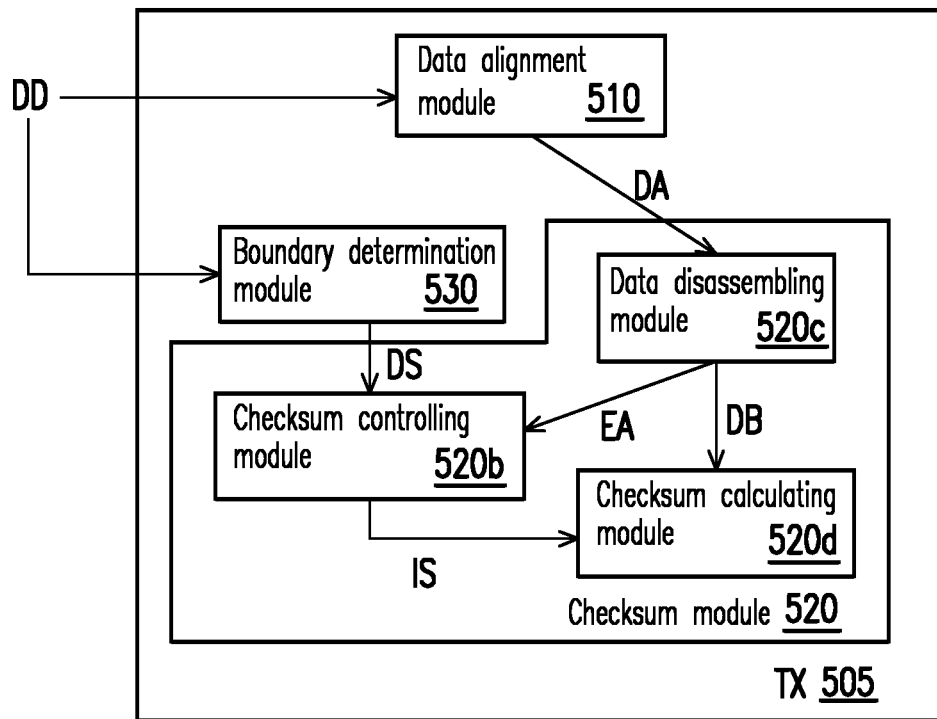 Data alignment
module 510
DD
DA
Boundary determination
module 530
Data disassembling
module 520c
DS
Checksum controlling
module 520b
EA
DB
Checksum calculating
module 520d
IS
Checksum module 520
TX 505